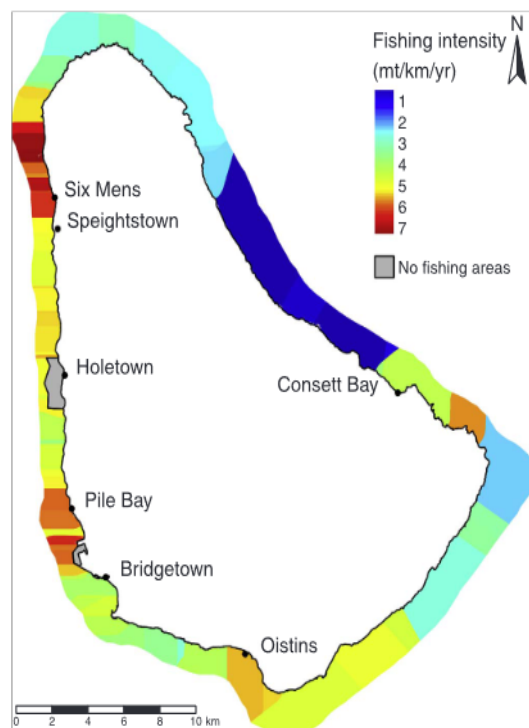 N
Fishing intensity
(mt/km/yr)
1
2
3
4
5
6
7
No fishing areas
Six Mens
Speightstown
Holetown
Consett Bay
Pile Bay
Bridgetown
Oistins
0 2 4 6 8 10 km